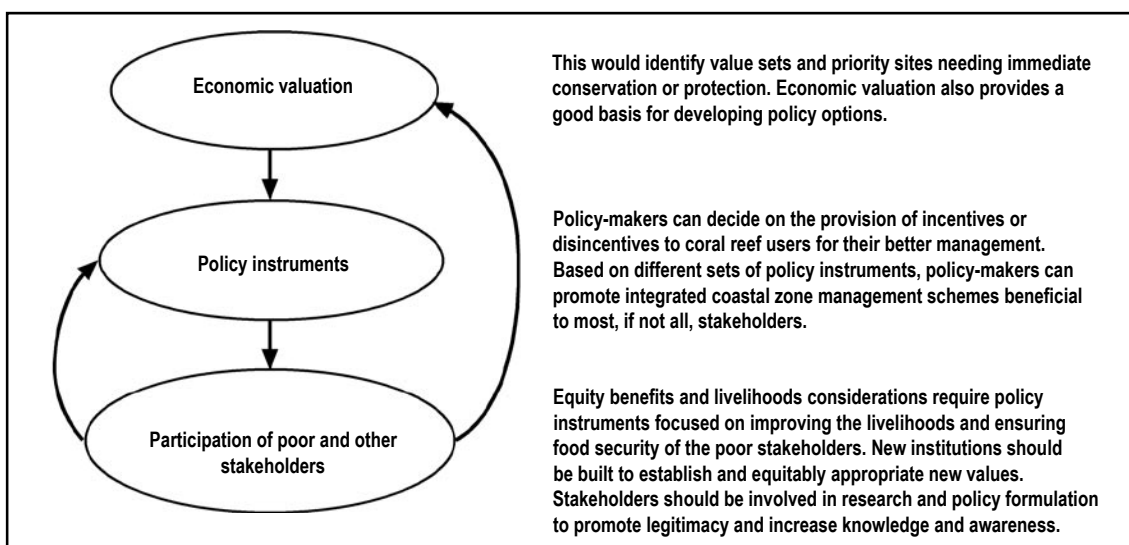 Economic valuation
This would identify value sets and priority sites needing immediate
conservation or protection. Economic valuation also provides a
good basis for developing policy options.
Policy instruments
Policy-makers can decide on the provision of incentives or
disincentives to coral reef users for their better management.
Based on different sets of policy instruments, policy-makers can
promote integrated coastal zone management schemes beneficial
to most, if not all, stakeholders.
Participation of poor and other
stakeholders
Equity benefits and livelihoods considerations require policy
instruments focused on improving the livelihoods and ensuring
food security of the poor stakeholders. New institutions should
be built to establish and equitably appropriate new values.
Stakeholders should be involved in research and policy formulation
to promote legitimacy and increase knowledge and awareness.